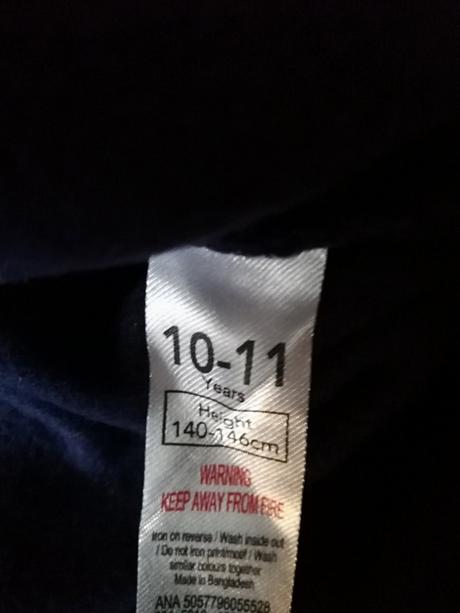 10-11
Years
Height
140-146cm
WARNING
KEEP AWAY FROM FIRE
Iron on reverse / Wash inside out
/ Do not iron print/motif / Wash
similar colours together
Made in Bangladesh
ANA 5057796055528